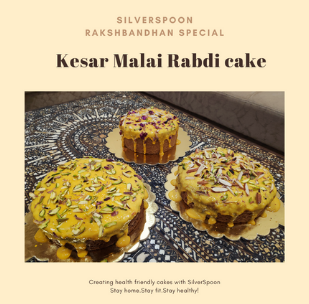 SILVERSPOON
RAKSHBANDHAN SPECIAL
Kesar Malai Rabdi cake
Creating health friendly cakes with SilverSpoon
Stay home.Stay fit.Stay healthy!